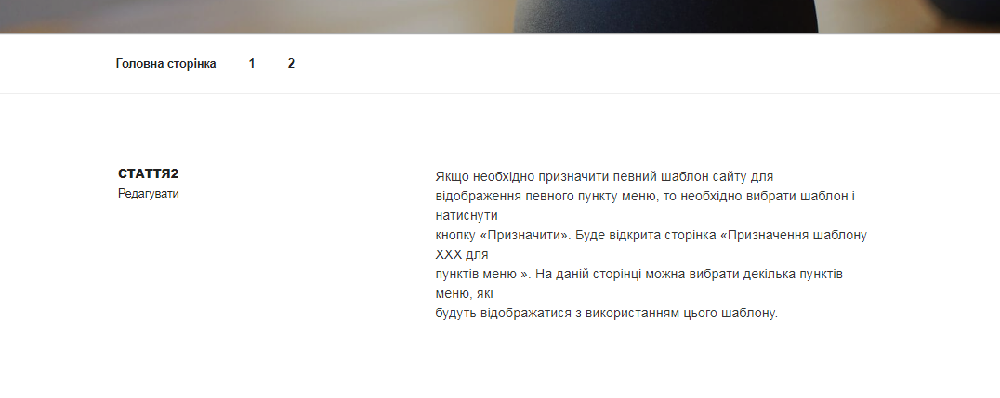 Головна сторінка 1 2
СТАТТЯ2
Редагувати
Якщо необхідно призначити певний шаблон сайту для
відображення певного пункту меню, то необхідно вибрати шаблон і
натиснути
кнопку «Призначити». Буде відкрита сторінка «Призначення шаблону
ХХХ для
пунктів меню ». На даній сторінці можна вибрати декілька пунктів
меню, які
будуть відображатися з використанням цього шаблону.